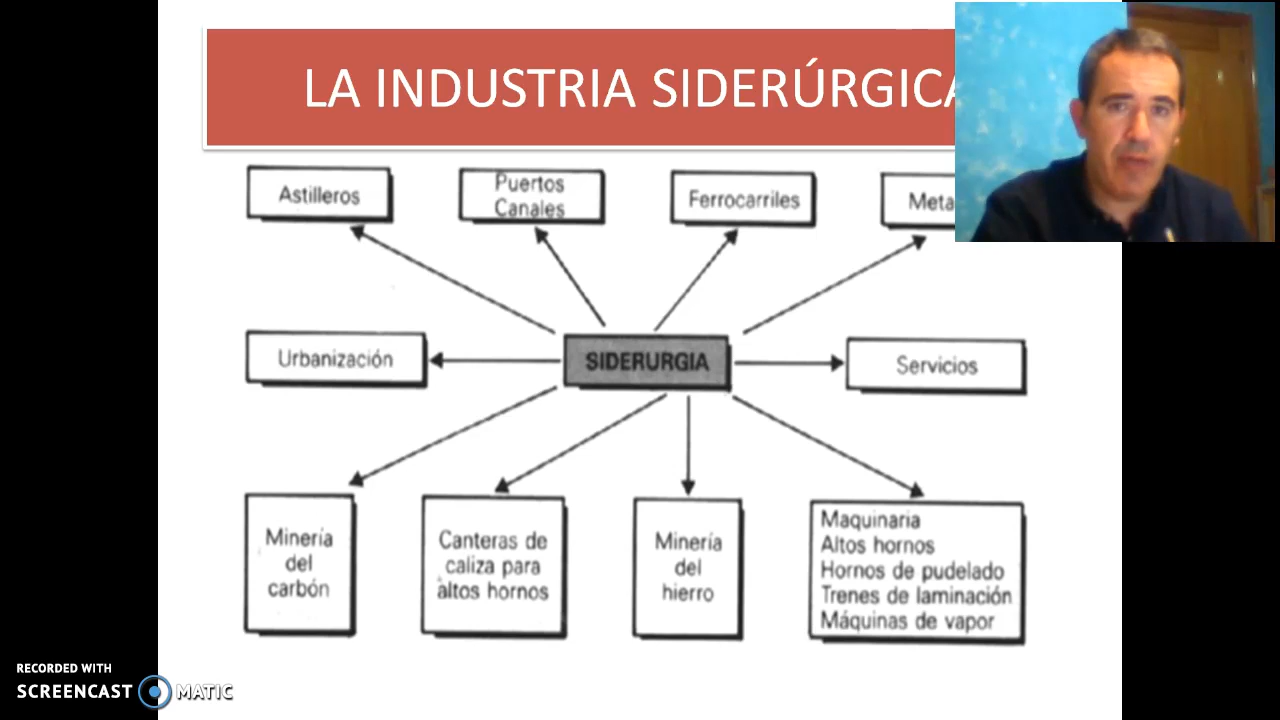 LA INDUSTRIA SIDERÚRGICA
Astilleros
Puertos
Canales
Ferrocarriles
Urbanización
SIDERURGIA
Servicios
Minería
del
carbón
Canteras de
caliza para
altos hornos
Minería
del
hierro
Maquinaria
Altos hornos
Hornos de pudelado
Trenes de laminación
Máquinas de vapor
RECORDED WITH
SCREENCAST MATIC